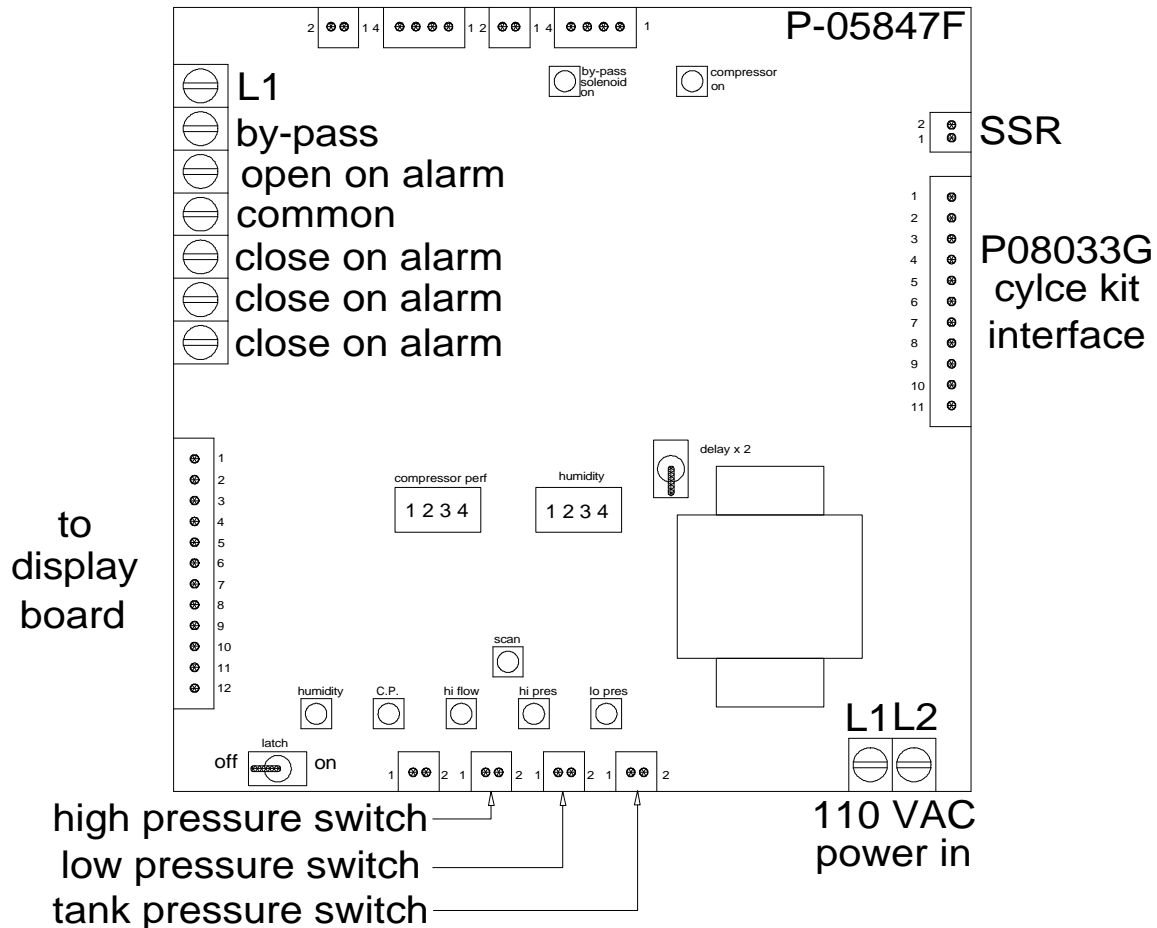 2 1 4 1 2 1 4 1
P-05847F
by-pass
solenoid
on
compressor
on
L1
by-pass
open on alarm
common
close on alarm
close on alarm
close on alarm
2
1
SSR
1
2
3
4
5
6
7
8
9
10
11
P08033G
cylce kit
interface
delay x 2
compressor perf
1 2 3 4
humidity
1 2 3 4
to
display
board
1
2
3
4
5
6
7
8
9
10
11
12
scan
humidity
C.P.
hi flow
hi pres
lo pres
latch
off
on
1 2 1 2 1 2 1 2
L1 L2
110 VAC
power in
high pressure switch
low pressure switch
tank pressure switch